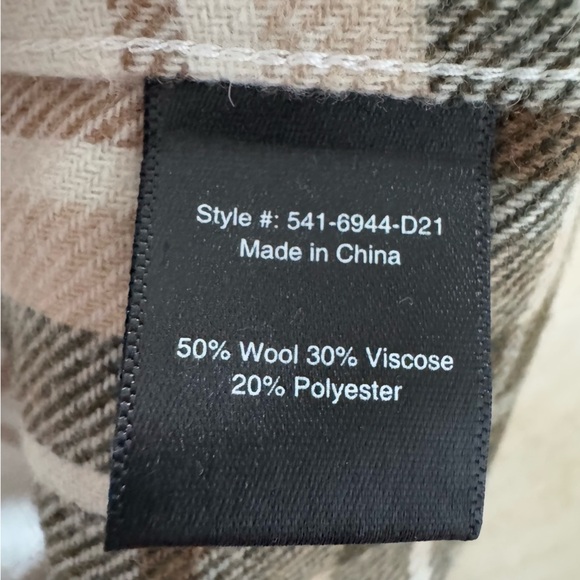 Style #: 541-6944-D21
Made in China
50% Wool 30% Viscose
20% Polyester